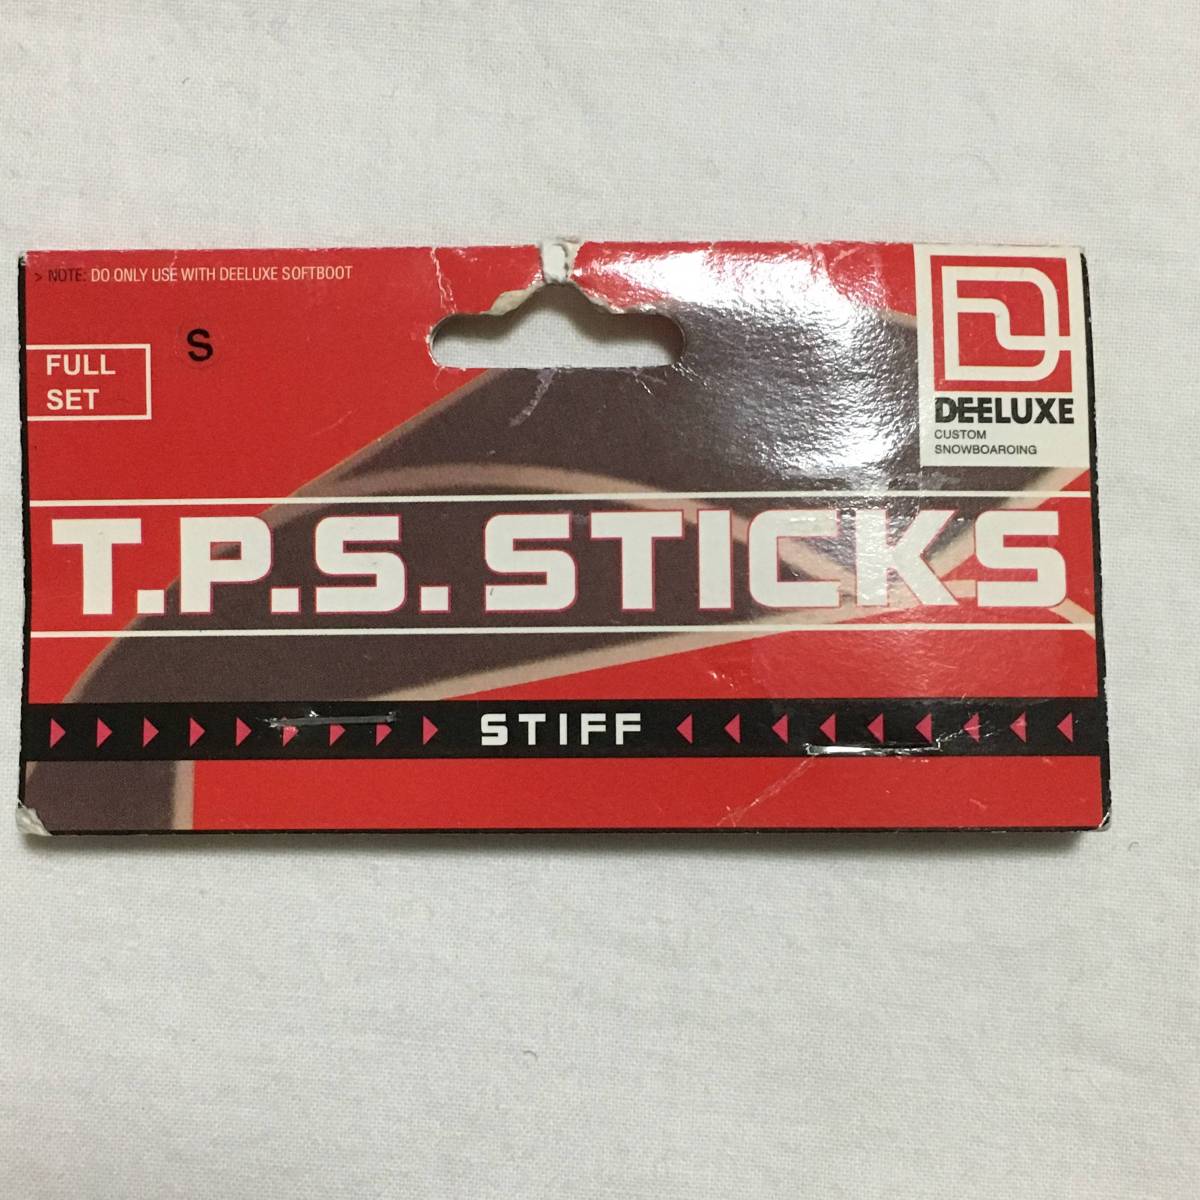 > NOTE: DO ONLY USE WITH DEELUXE SOFTBOOT
S
FULL
SET
DEELUXE
CUSTOM
SNOWBOAROING
T.P.S. STICKS
STIFF